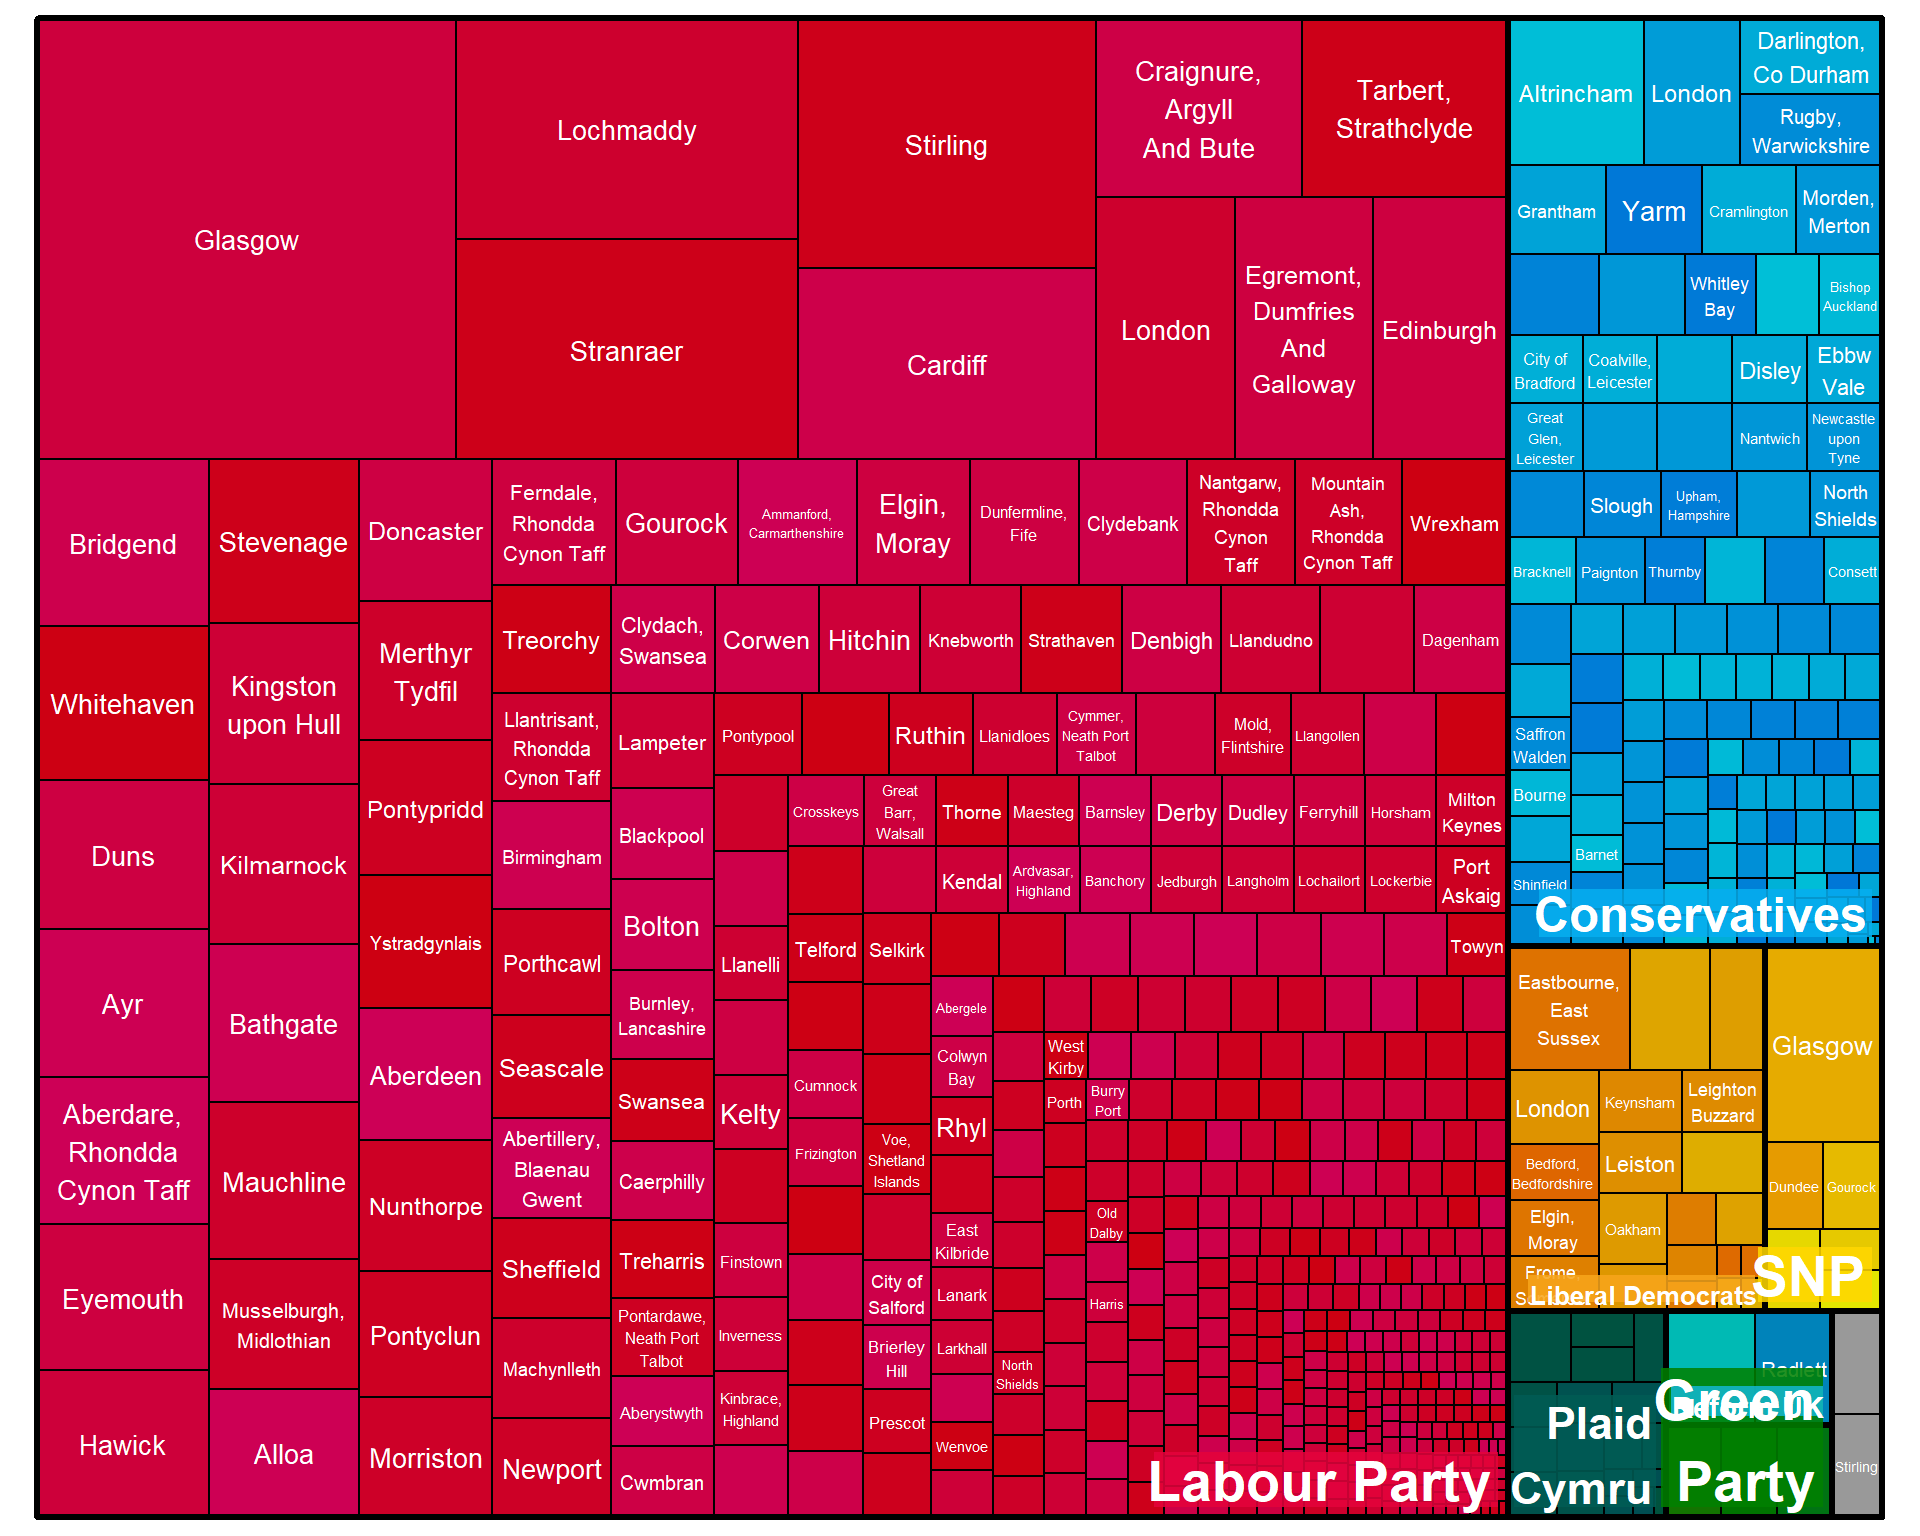 Glasgow
Lochmaddy
Stranraer
Stirling
Cardiff
Craignure,
Argyll
And Bute
Tarbert,
Strathclyde
London
Egremont,
Dumfries
And
Galloway
Edinburgh
Bridgend
Whitehaven
Duns
Ayr
Aberdare,
Rhondda
Cynon Taff
Eyemouth
Hawick
Stevenage
Kingston
upon Hull
Kilmarnock
Bathgate
Mauchline
Musselburgh,
Midlothian
Alloa
Doncaster
Merthyr
Tydfil
Pontypridd
Ystradgynlais
Aberdeen
Nunthorpe
Pontyclun
Morriston
Ferndale,
Rhondda
Cynon Taff
Gourock
Ammanford,
Carmarthenshire
Elgin,
Moray
Dunfermline,
Fife
Clydebank
Nantgarw,
Rhondda
Cynon
Taff
Mountain
Ash,
Rhondda
Cynon Taff
Wrexham
Treorchy
Llantrisant,
Rhondda
Cynon Taff
Birmingham
Porthcawl
Seascale
Abertillery,
Blaenau
Gwent
Sheffield
Machynlleth
Newport
Clydach,
Swansea
Corwen
Hitchin
Knebworth
Strathaven
Denbigh
Llandudno
Dagenham
Lampeter
Blackpool
Bolton
Burnley,
Lancashire
Swansea
Caerphilly
Treharris
Pontardawe,
Neath Port
Talbot
Aberystwyth
Cwmbran
Pontypool
Ruthin
Llanidloes
Cymmer,
Neath Port
Talbot
Mold,
Flintshire
Llangollen
Llanelli
Kelty
Finstown
Inverness
Kinbrace,
Highland
Crosskeys
Great
Barr,
Walsall
Thorne
Maesteg
Barnsley
Derby
Dudley
Ferryhill
Horsham
Milton
Keynes
Kendal
Ardvasar,
Highland
Banchory
Jedburgh
Langholm
Lochailort
Lockerbie
Port
Askaig
Telford
Cumnock
Frizington
Selkirk
Voe,
Shetland
Islands
City of
Salford
Brierley
Hill
Prescot
Towyn
Abergele
Colwyn
Bay
Rhyl
East
Kilbride
Lanark
Larkhall
Wenvoe
North
Shields
West
Kirby
Porth
Burry
Port
Old
Dalby
Harris
Labour Party
Altrincham
London
Darlington,
Co Durham
Rugby,
Warwickshire
Grantham
Yarm
Cramlington
Morden,
Merton
Whitley
Bay
Bishop
Auckland
City of
Bradford
Coalville,
Leicester
Disley
Ebbw
Vale
Great
Glen,
Leicester
Nantwich
Newcastle
upon
Tyne
Slough
Upham,
Hampshire
North
Shields
Bracknell
Paignton
Thurnby
Consett
Saffron
Walden
Bourne
Barnet
Shinfield
Conservatives
Eastbourne,
East
Sussex
London
Keynsham
Leighton
Buzzard
Bedford,
Bedfordshire
Leiston
Elgin,
Moray
Oakham
Frome,
Liberal Democrats
Glasgow
Dundee
Gourock
SNP
Plaid
Cymru
Radlett
Reform UK
Green
Party
Stirling